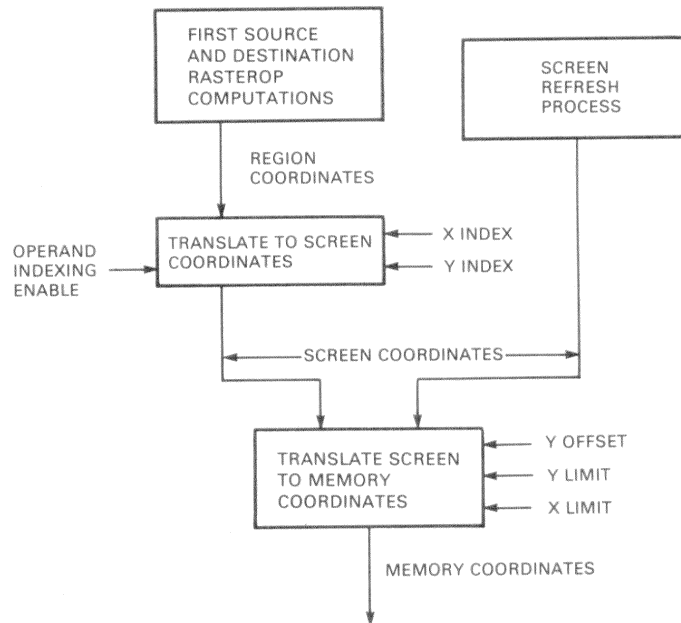 FIRST SOURCE
AND DESTINATION
RASTEROP
COMPUTATIONS
SCREEN
REFRESH
PROCESS
REGION
COORDINATES
OPERAND
INDEXING
ENABLE
TRANSLATE TO SCREEN
COORDINATES
X INDEX
Y INDEX
SCREEN COORDINATES
TRANSLATE SCREEN
TO MEMORY
COORDINATES
Y OFFSET
Y LIMIT
X LIMIT
MEMORY COORDINATES